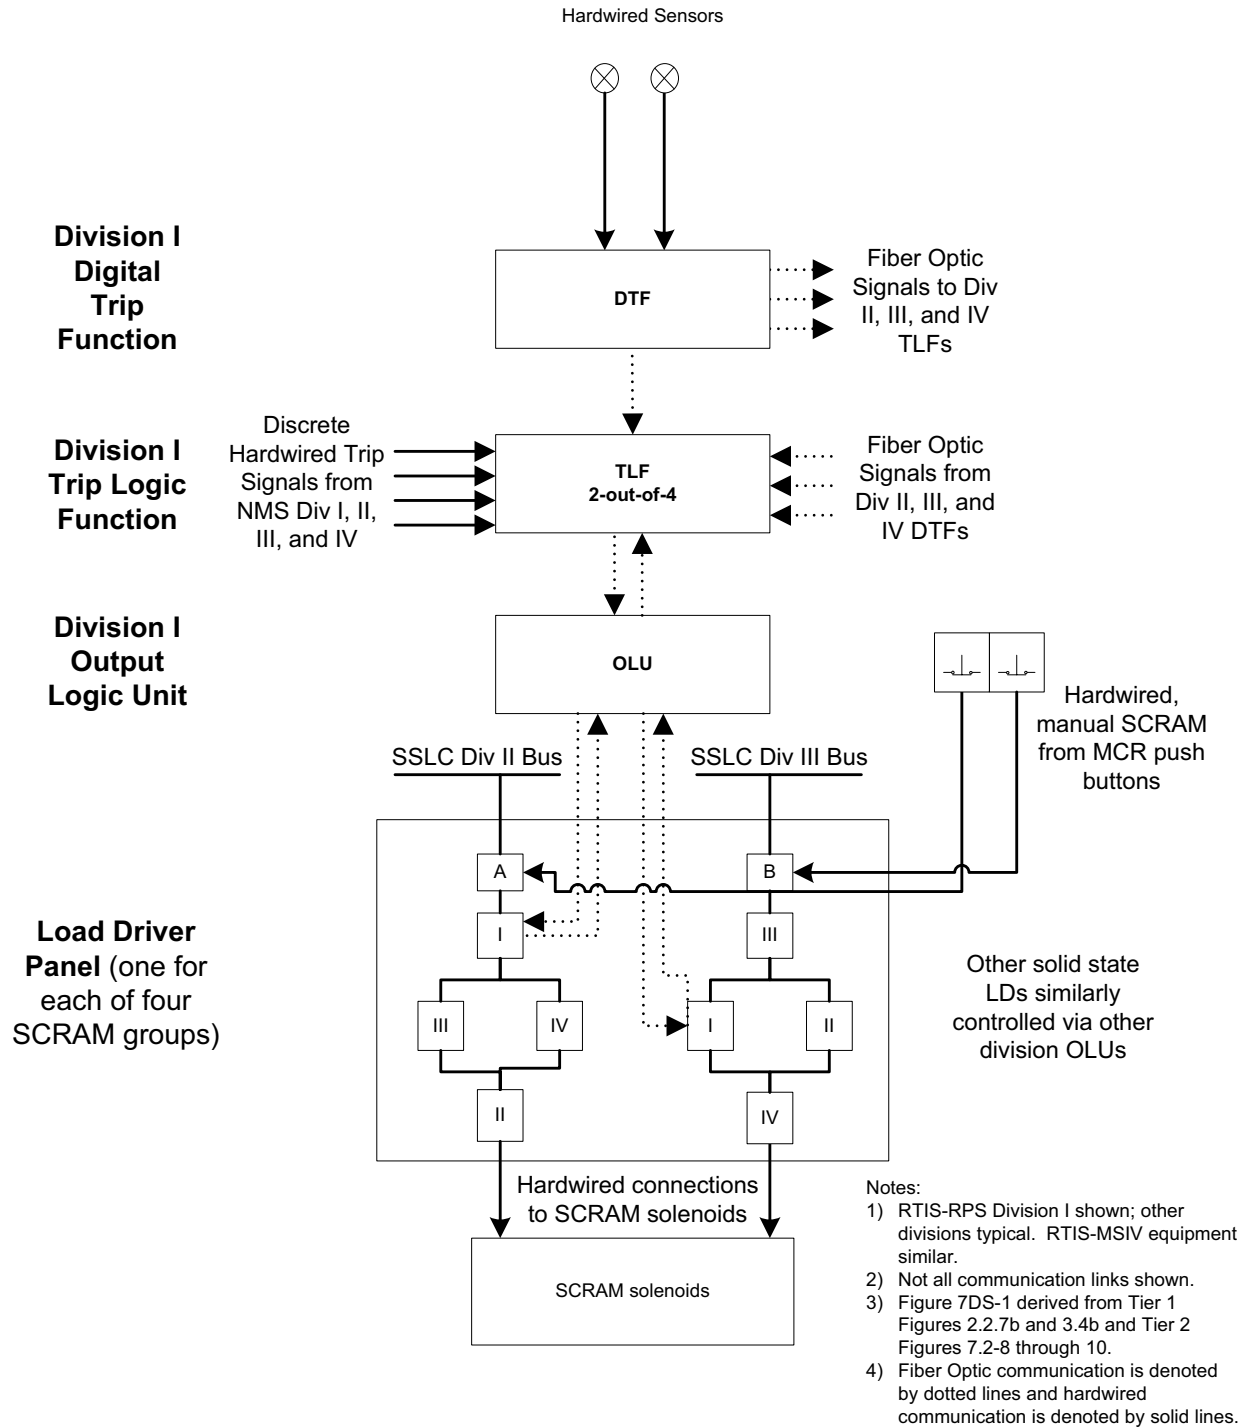 Hardwired Sensors
Division I
Digital
Trip
Function
DTF
Fiber Optic
Signals to Div
II, III, and IV
TLFs
Division I
Trip Logic
Function
Discrete
Hardwired Trip
Signals from
NMS Div I, II,
III, and IV
TLF
2-out-of-4
Fiber Optic
Signals from
Div II, III, and
IV DTFs
Division I
Output
Logic Unit
OLU
Hardwired,
manual SCRAM
from MCR push
buttons
SSLC Div II Bus
SSLC Div III Bus
A
B
I
III
III
IV
I
II
II
IV
Load Driver
Panel (one for
each of four
SCRAM groups)
Other solid state
LDs similarly
controlled via other
division OLUs
Hardwired connections
to SCRAM solenoids
SCRAM solenoids
Notes:
1) RTIS-RPS Division I shown; other
divisions typical. RTIS-MSIV equipment
similar.
2) Not all communication links shown.
3) Figure 7DS-1 derived from Tier 1
Figures 2.2.7b and 3.4b and Tier 2
Figures 7.2-8 through 10.
4) Fiber Optic communication is denoted
by dotted lines and hardwired
communication is denoted by solid lines.